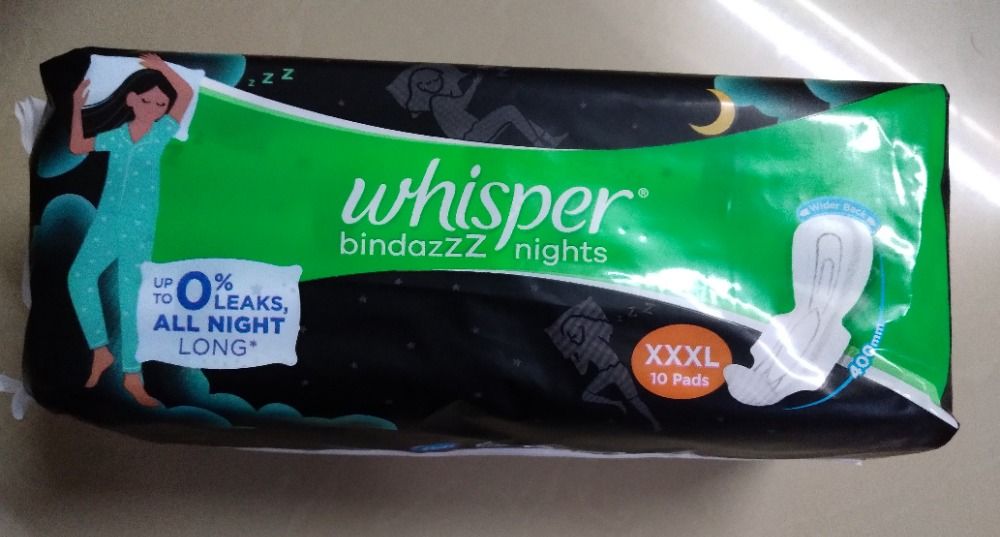 z z z
whisper®
bindazZZ nights
UP TO 0% LEAKS,
ALL NIGHT
LONG*
Wider Back
400mm
XXXL
10 Pads
z z z